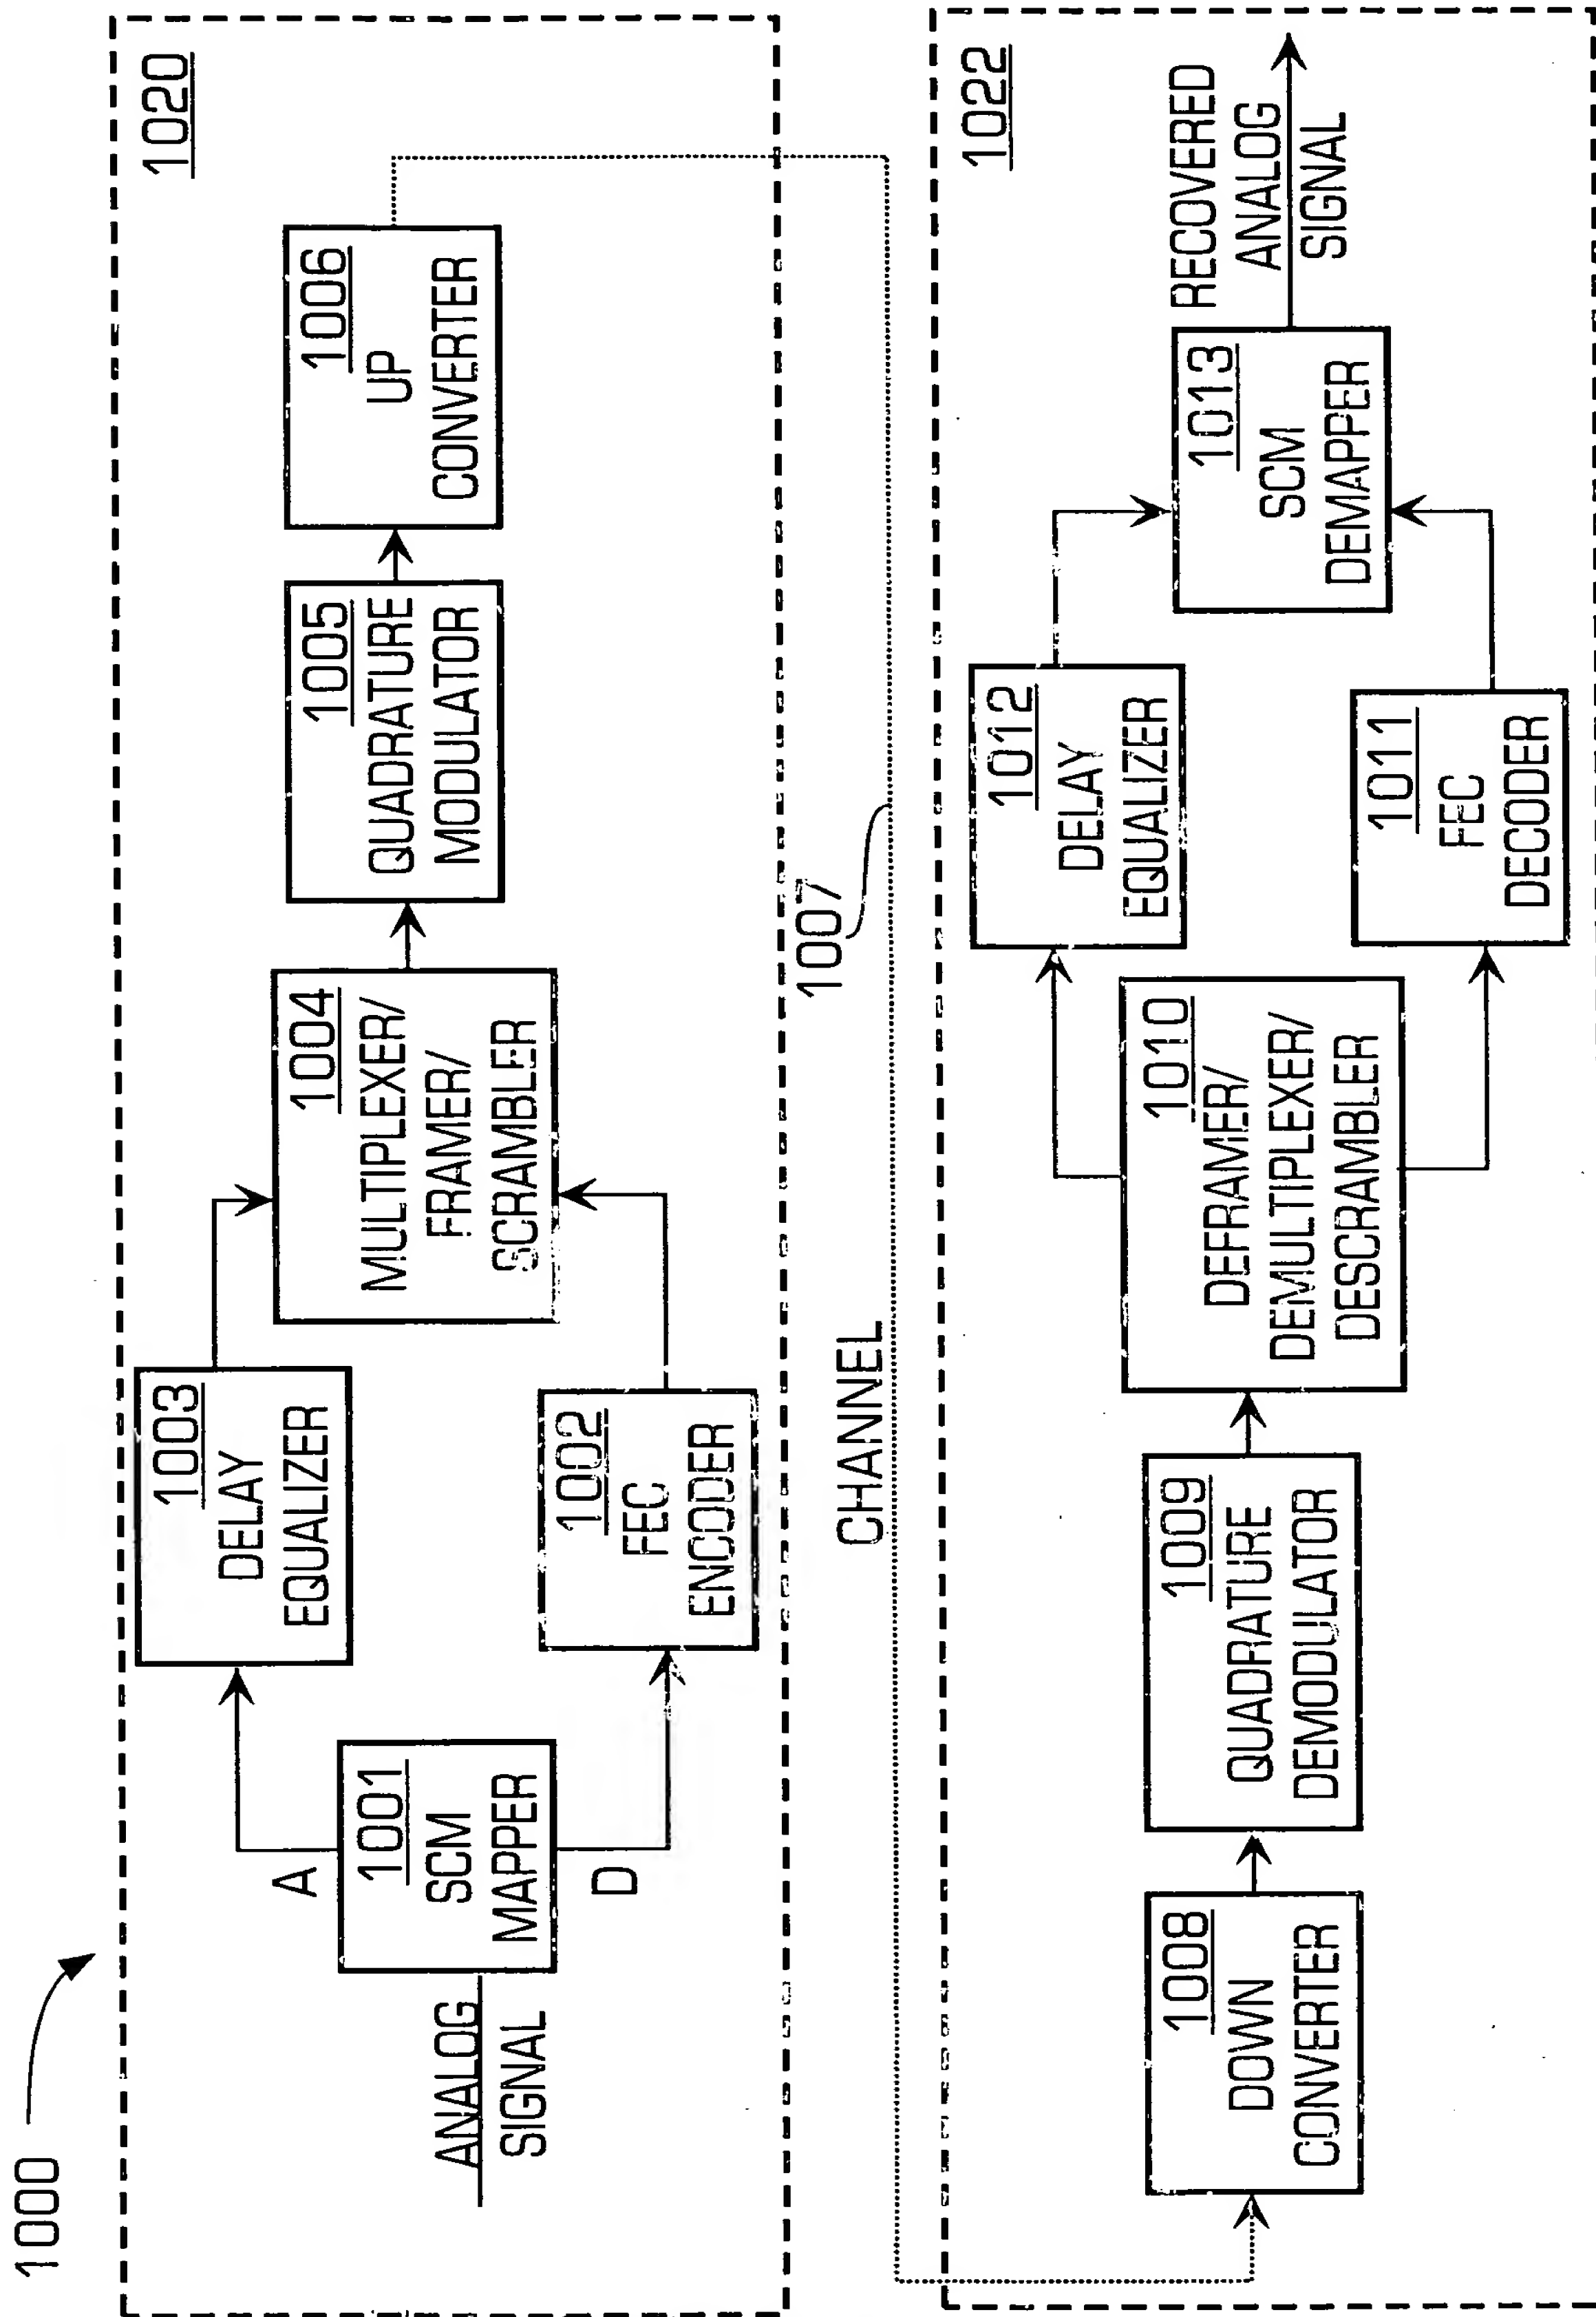 1000
1020
ANALOG
SIGNAL
1001
SCM
MAPPER
A
D
1003
DELAY
EQUALIZER
1002
FEC
ENCODER
1004
MULTIPLEXER/
FRAMER/
SCRAMBLER
1005
QUADRATURE
MODULATOR
1006
UP
CONVERTER
CHANNEL
1007
1022
1008
DOWN
CONVERTER
1009
QUADRATURE
DEMODULATOR
1010
DEFRAMER/
DEMULTIPLEXER/
DESCRAMBLER
1012
DELAY
EQUALIZER
1011
FEC
DECODER
1013
SCM
DEMAPPER
RECOVERED
ANALOG
SIGNAL